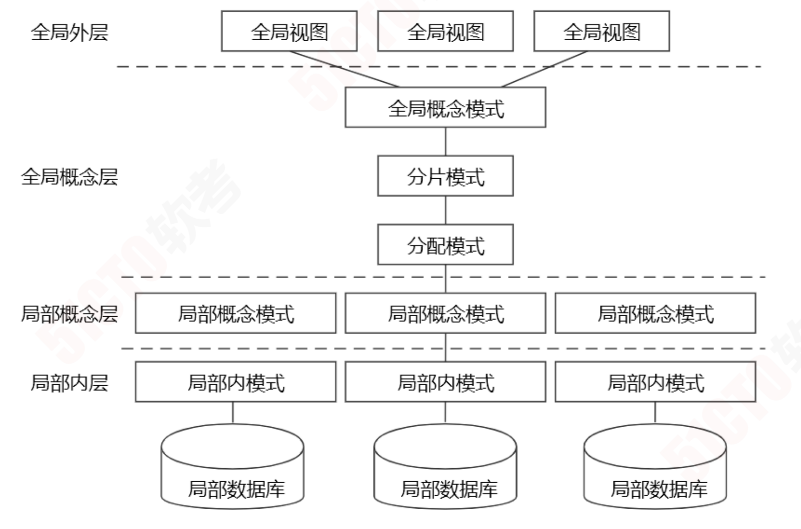 全局外层 全局视图 全局视图 全局视图
全局概念模式
全局概念层 分片模式
分配模式
局部概念层 局部概念模式 局部概念模式 局部概念模式
局部内层 局部内模式 局部内模式 局部内模式
局部数据库 局部数据库 局部数据库
51CTO软考